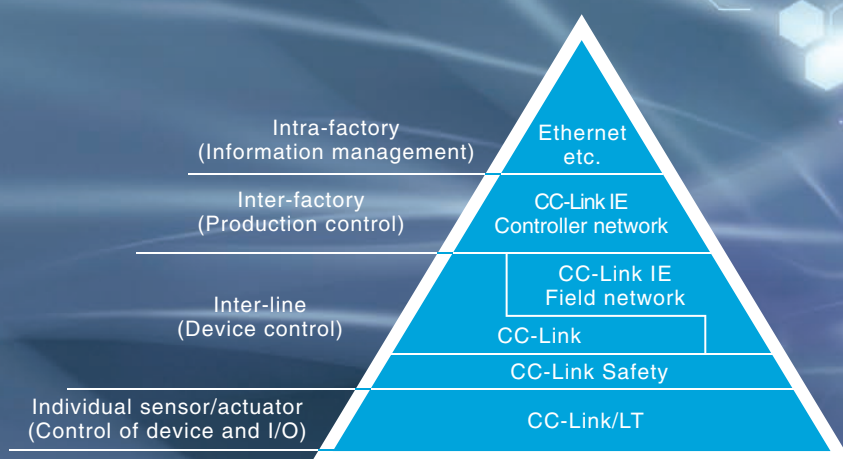 Intra-factory
(Information management)
Ethernet
etc.
Inter-factory
(Production control)
CC-Link IE
Controller network
Inter-line
(Device control)
CC-Link IE
Field network
CC-Link
CC-Link Safety
Individual sensor/actuator
(Control of device and I/O)
CC-Link/LT